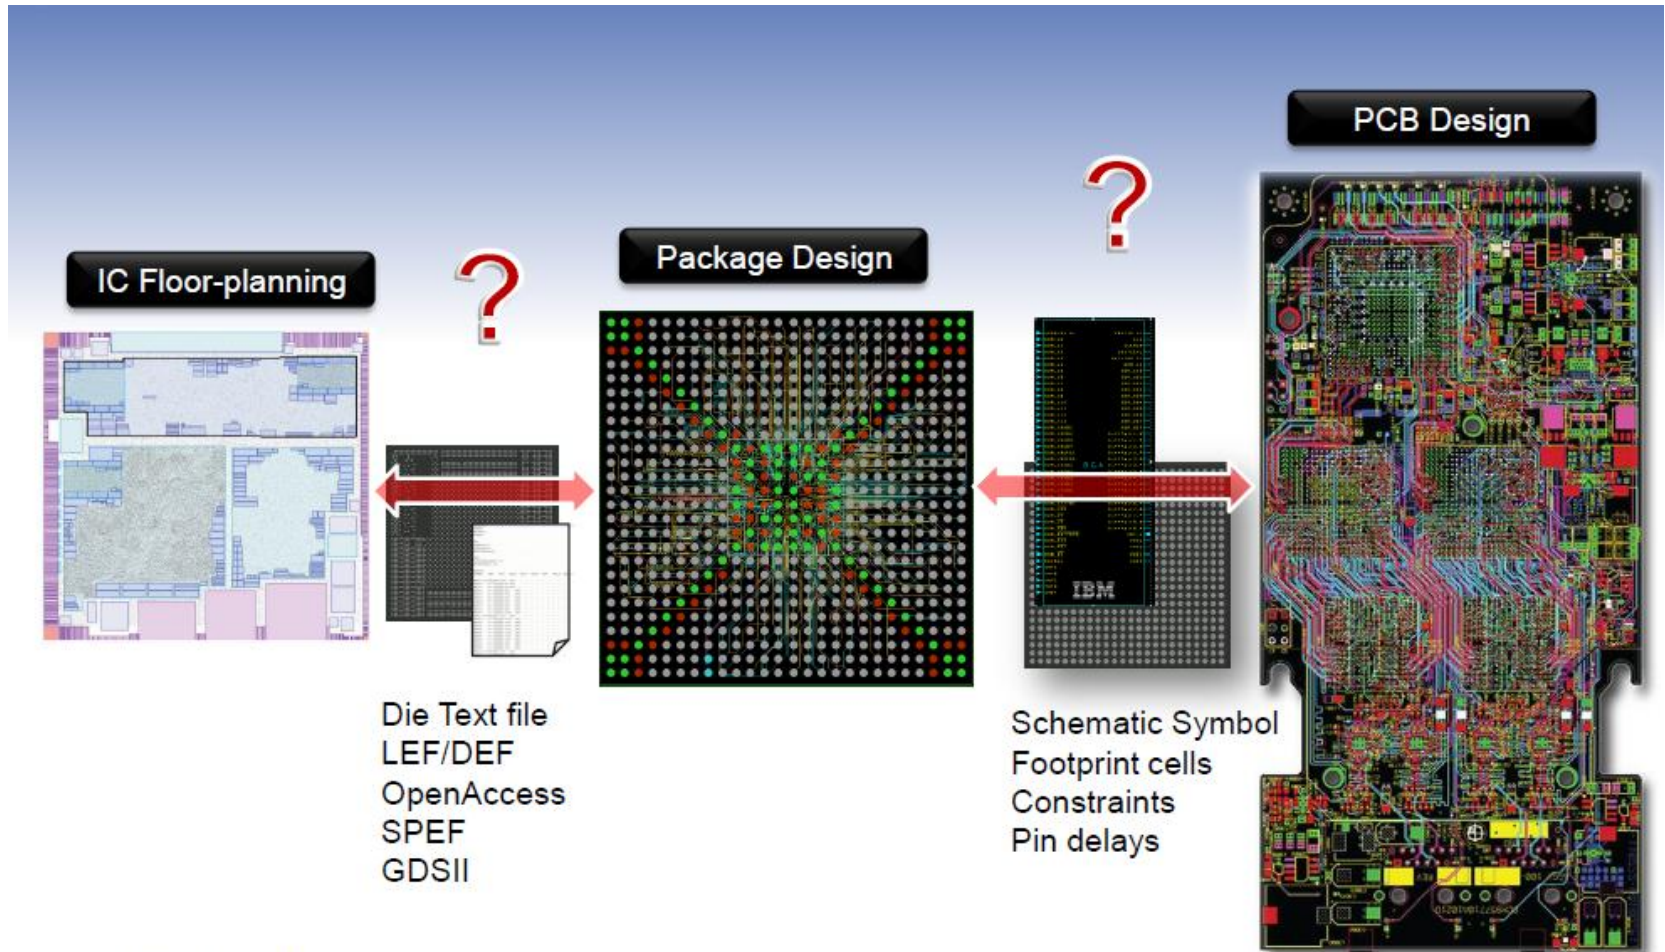 PCB Design
Package Design
IC Floor-planning
?
?
IBM
Die Text file
LEF/DEF
OpenAccess
SPEF
GDSII
Schematic Symbol
Footprint cells
Constraints
Pin delays